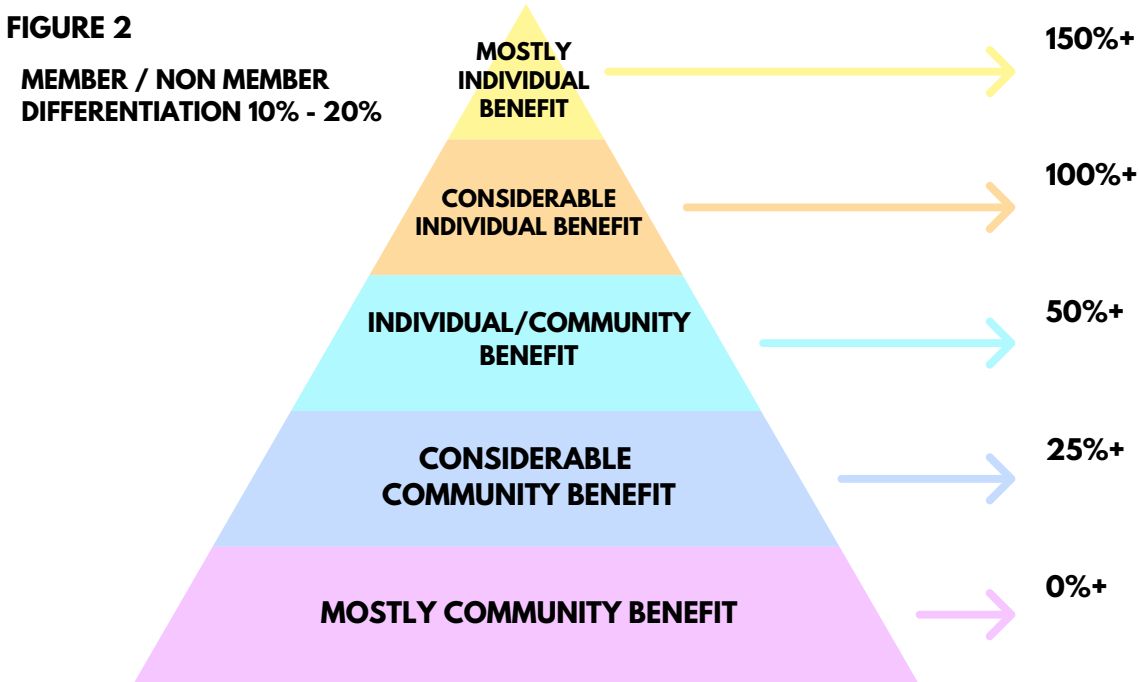 FIGURE 2
MEMBER / NON MEMBER
DIFFERENTIATION 10% - 20%
MOSTLY
INDIVIDUAL
BENEFIT
150%+
CONSIDERABLE
INDIVIDUAL BENEFIT
100%+
INDIVIDUAL/COMMUNITY
BENEFIT
50%+
CONSIDERABLE
COMMUNITY BENEFIT
25%+
MOSTLY COMMUNITY BENEFIT
0%+